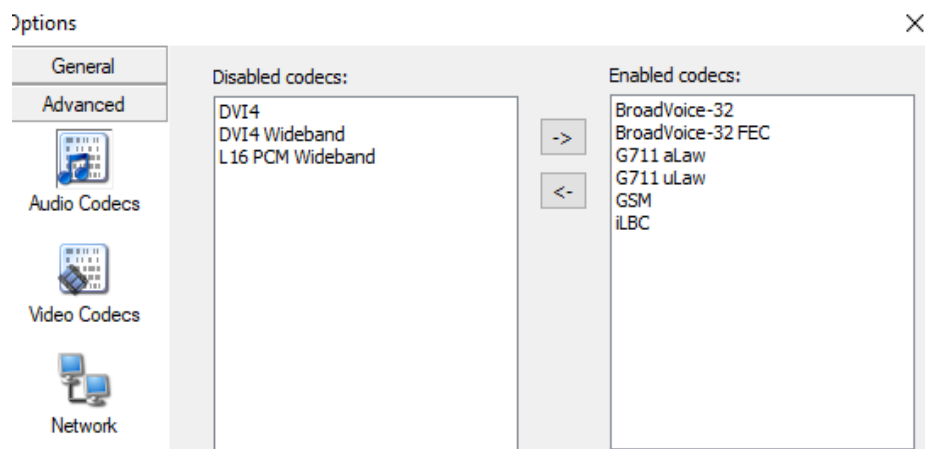 Options
General
Advanced
Audio Codecs
Video Codecs
Network
Disabled codecs:
DVI4
DVI4 Wideband
L16 PCM Wideband
->
<-
Enabled codecs:
BroadVoice-32
BroadVoice-32 FEC
G711 aLaw
G711 uLaw
GSM
iLBC